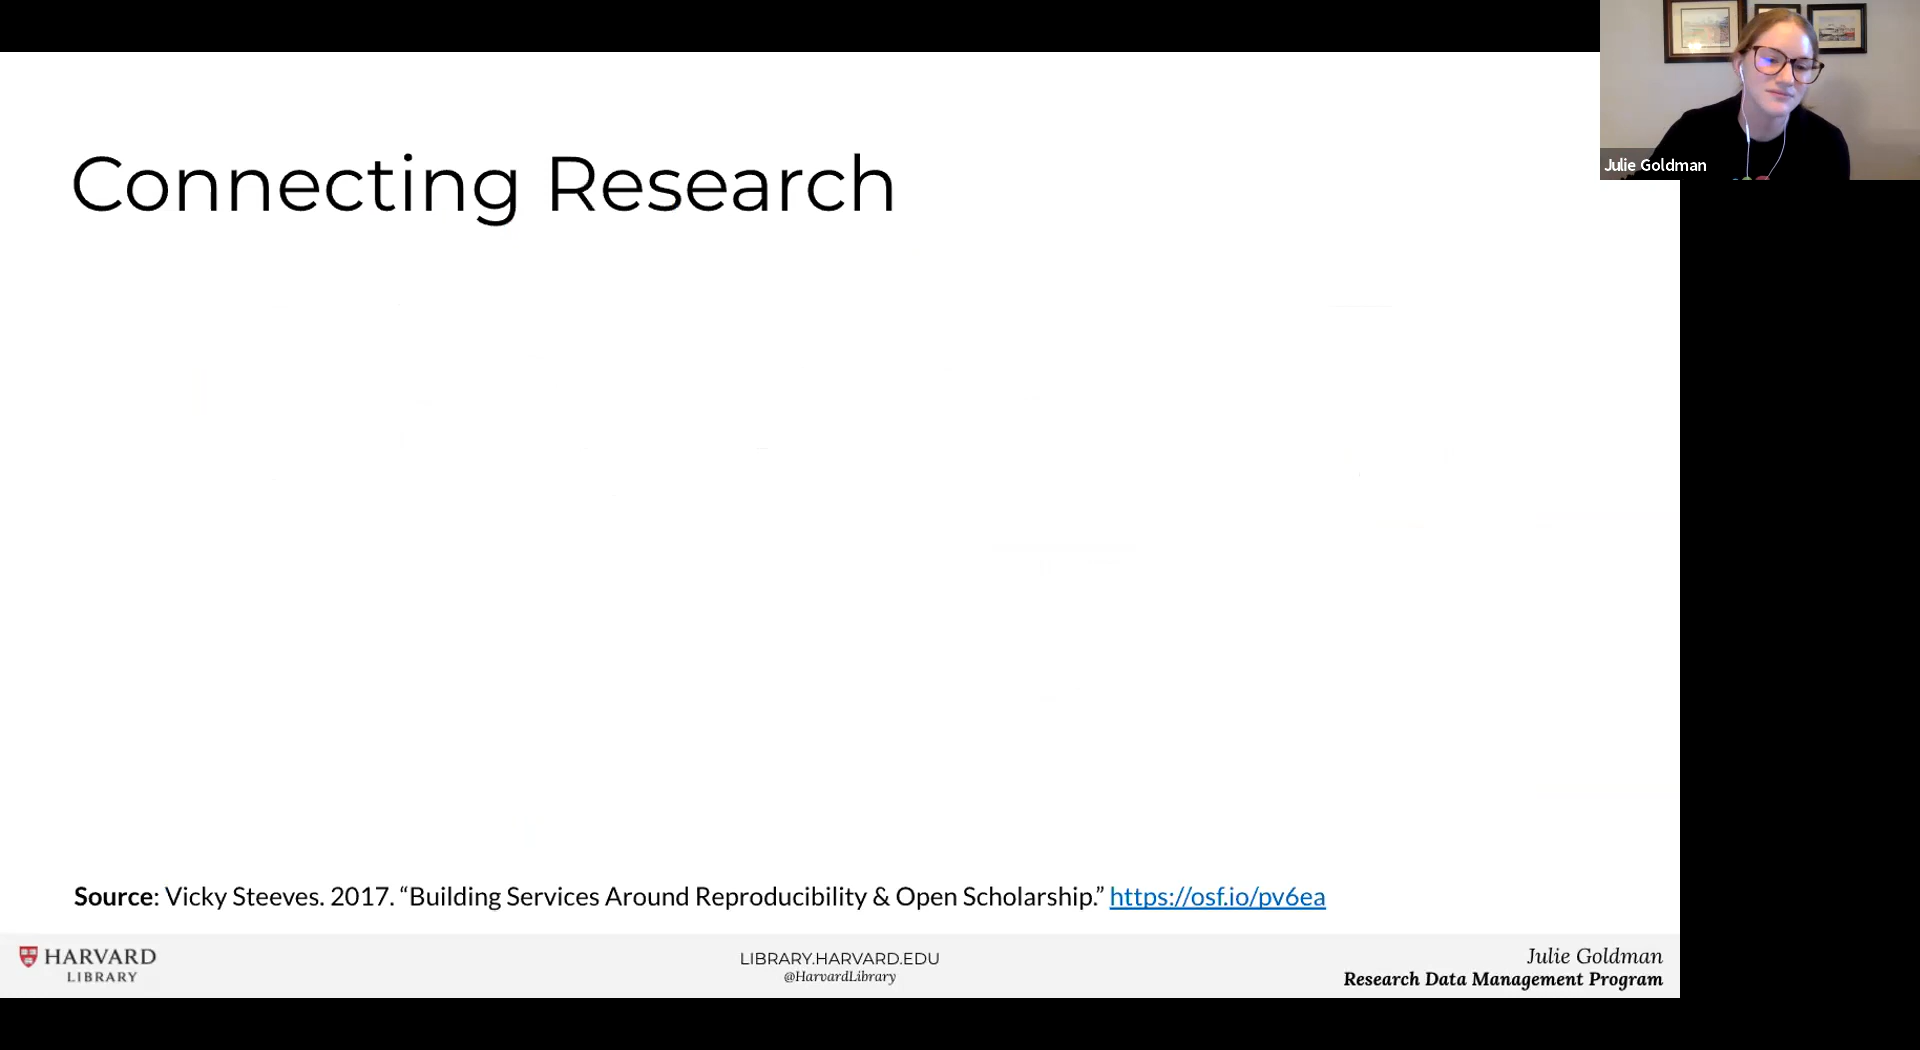 Julie Goldman
Connecting Research
Source: Vicky Steeves. 2017. “Building Services Around Reproducibility & Open Scholarship.” https://osf.io/pv6ea
HARVARD
LIBRARY
LIBRARY.HARVARD.EDU
@HarvardLibrary
Julie Goldman
Research Data Management Program